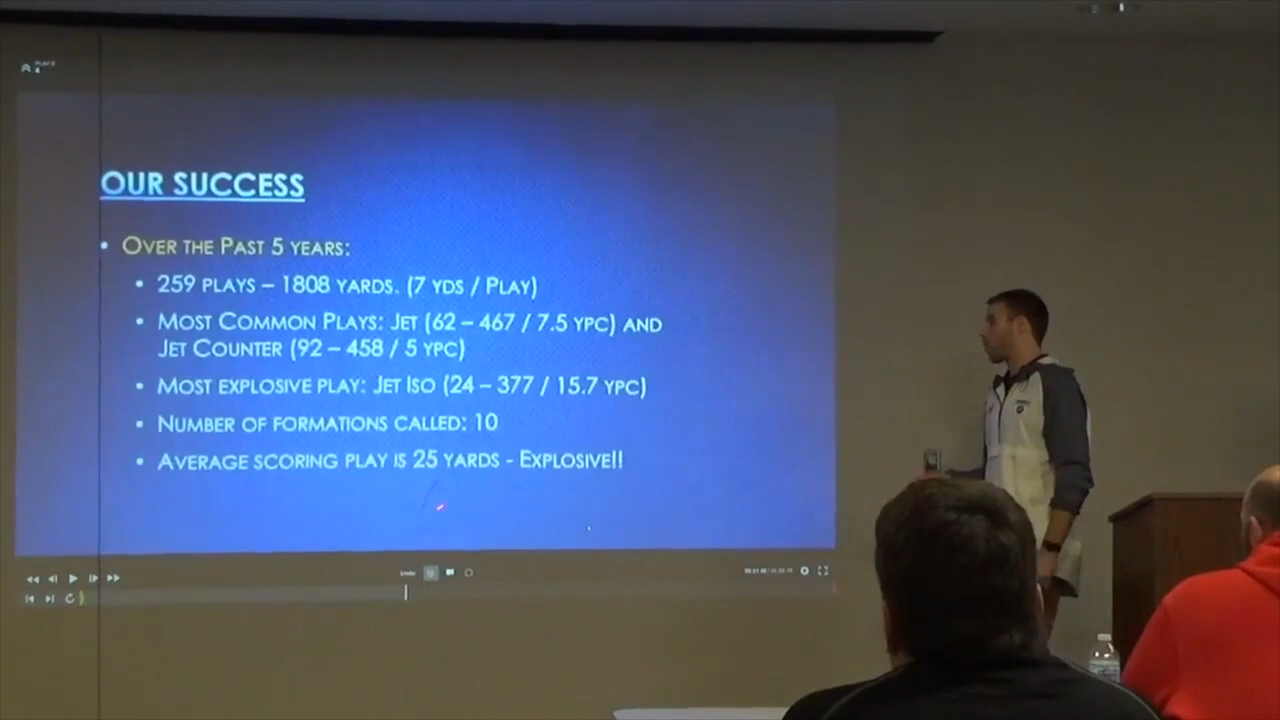 OUR SUCCESS
• OVER THE PAST 5 YEARS:
• 259 PLAYS – 1808 YARDS. (7 YDS / PLAY)
• MOST COMMON PLAYS: JET (62 – 467 / 7.5 YPC) AND
JET COUNTER (92 – 458 / 5 YPC)
• MOST EXPLOSIVE PLAY: JET ISO (24 – 377 / 15.7 YPC)
• NUMBER OF FORMATIONS CALLED: 10
• AVERAGE SCORING PLAY IS 25 YARDS - EXPLOSIVE!!